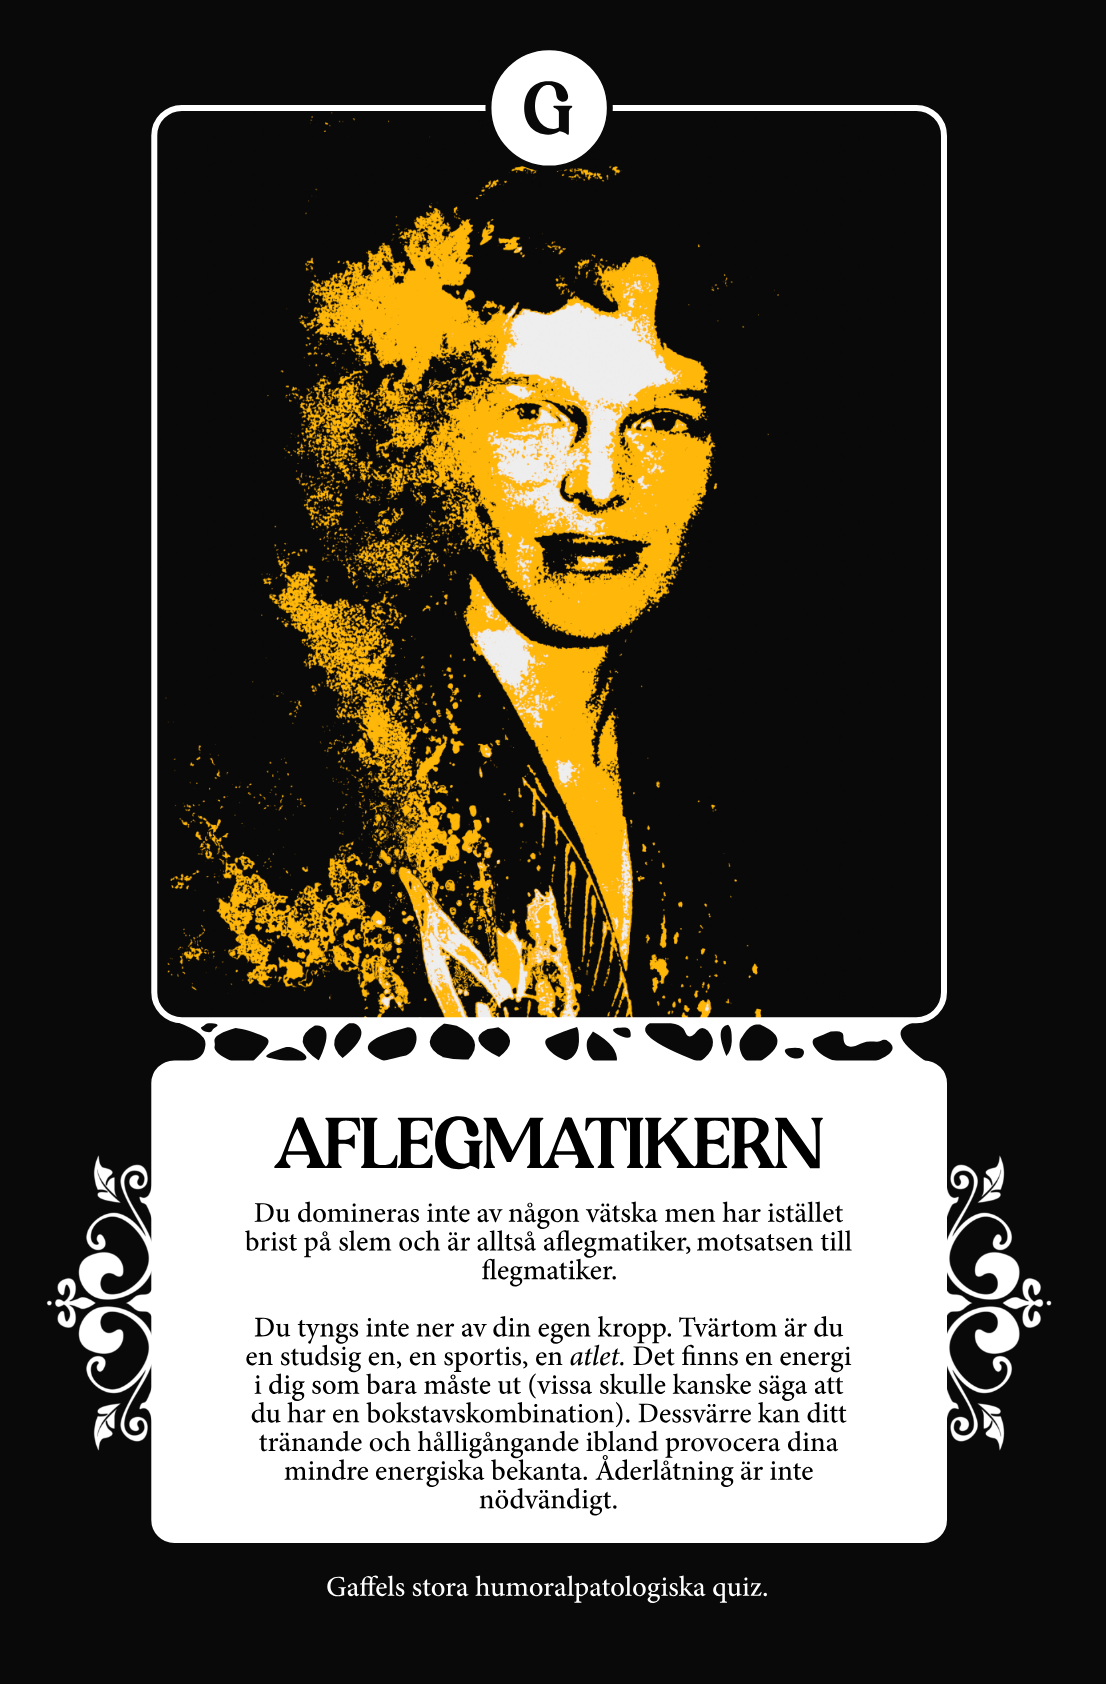 G
AFLEGMATIKERN
Du domineras inte av någon vätska men har istället
brist på slem och är alltså aflegmatiker, motsatsen till
flegmatiker.
Du tyngs inte ner av din egen kropp. Tvärtom är du
en studsig en, en sportis, en atlet. Det finns en energi
i dig som bara måste ut (vissa skulle kanske säga att
du har en bokstavskombination). Dessvärre kan ditt
tränande och hålligångande ibland provocera dina
mindre energiska bekanta. Åderlåtning är inte
nödvändigt.
Gaffels stora humoralpatologiska quiz.